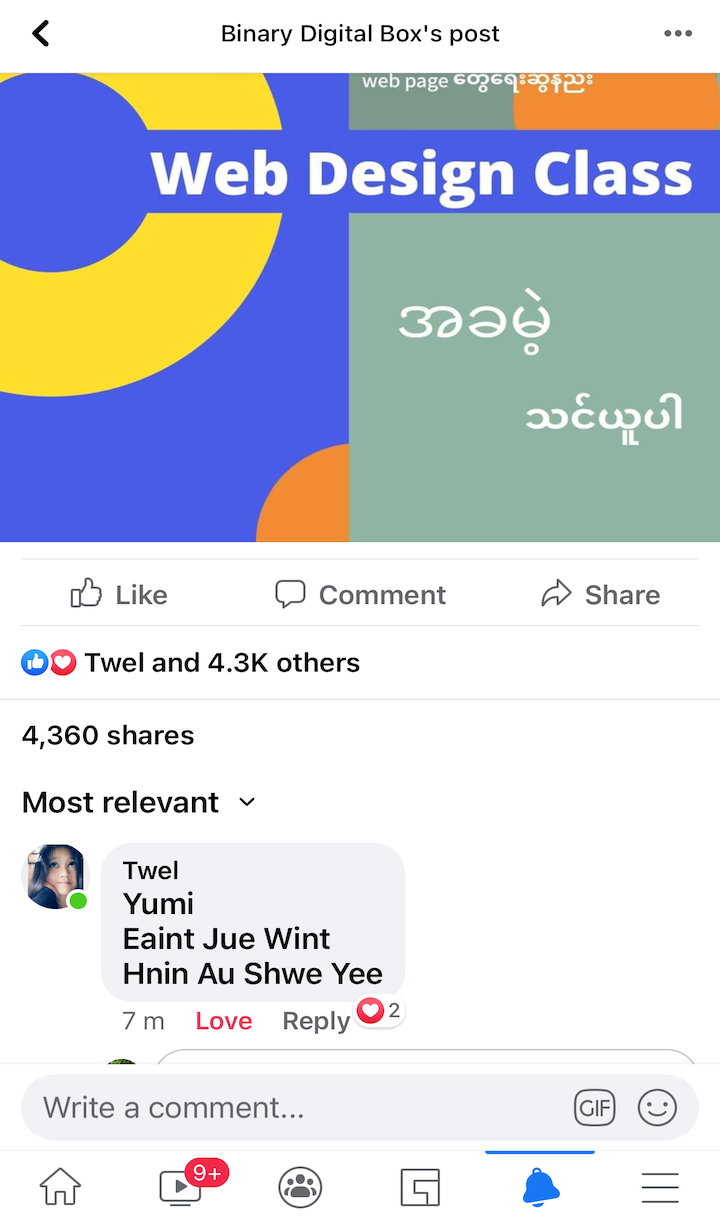 Binary Digital Box's post
web page တွေရေးဆွဲနည်း
Web Design Class
အခမဲ့
သင်ယူပါ
Like
Comment
Share
Twel and 4.3K others
4,360 shares
Most relevant
Twel
Yumi
Eaint Jue Wint
Hnin Au Shwe Yee
7 m Love Reply 2
Write a comment...
GIF
9+